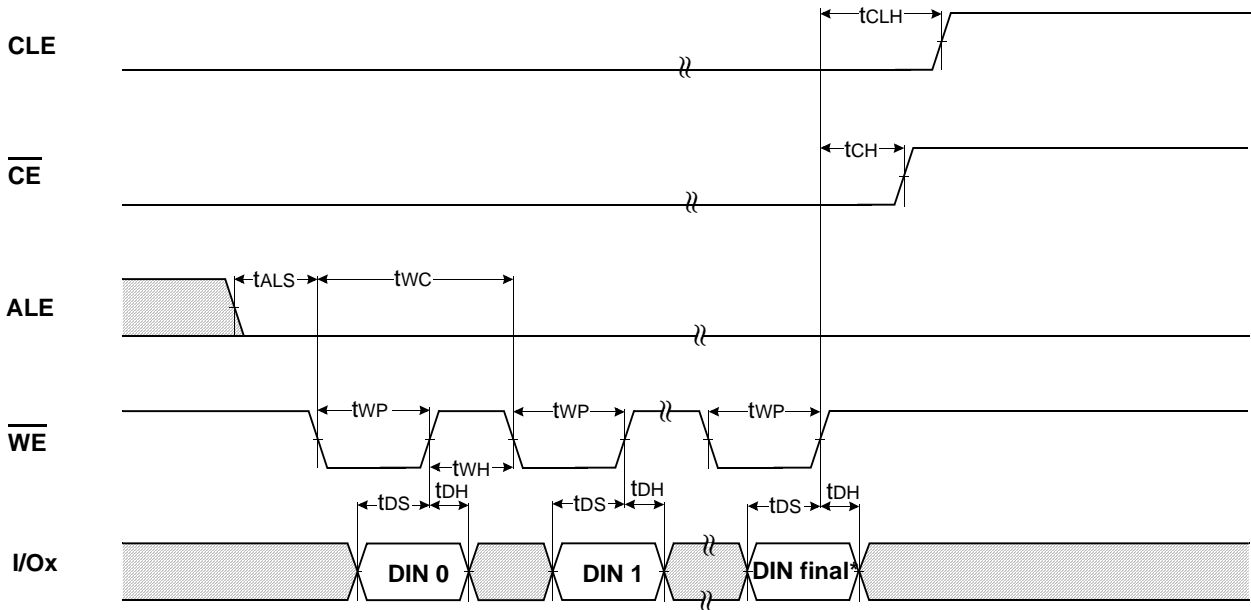 tCLH
CLE
tCH
CE
tALS
tWC
ALE
tWP
tWP
tWP
WE
tWH
tDS
tDH
tDS
tDH
tDS
tDH
I/Ox
DIN 0
DIN 1
DIN final*